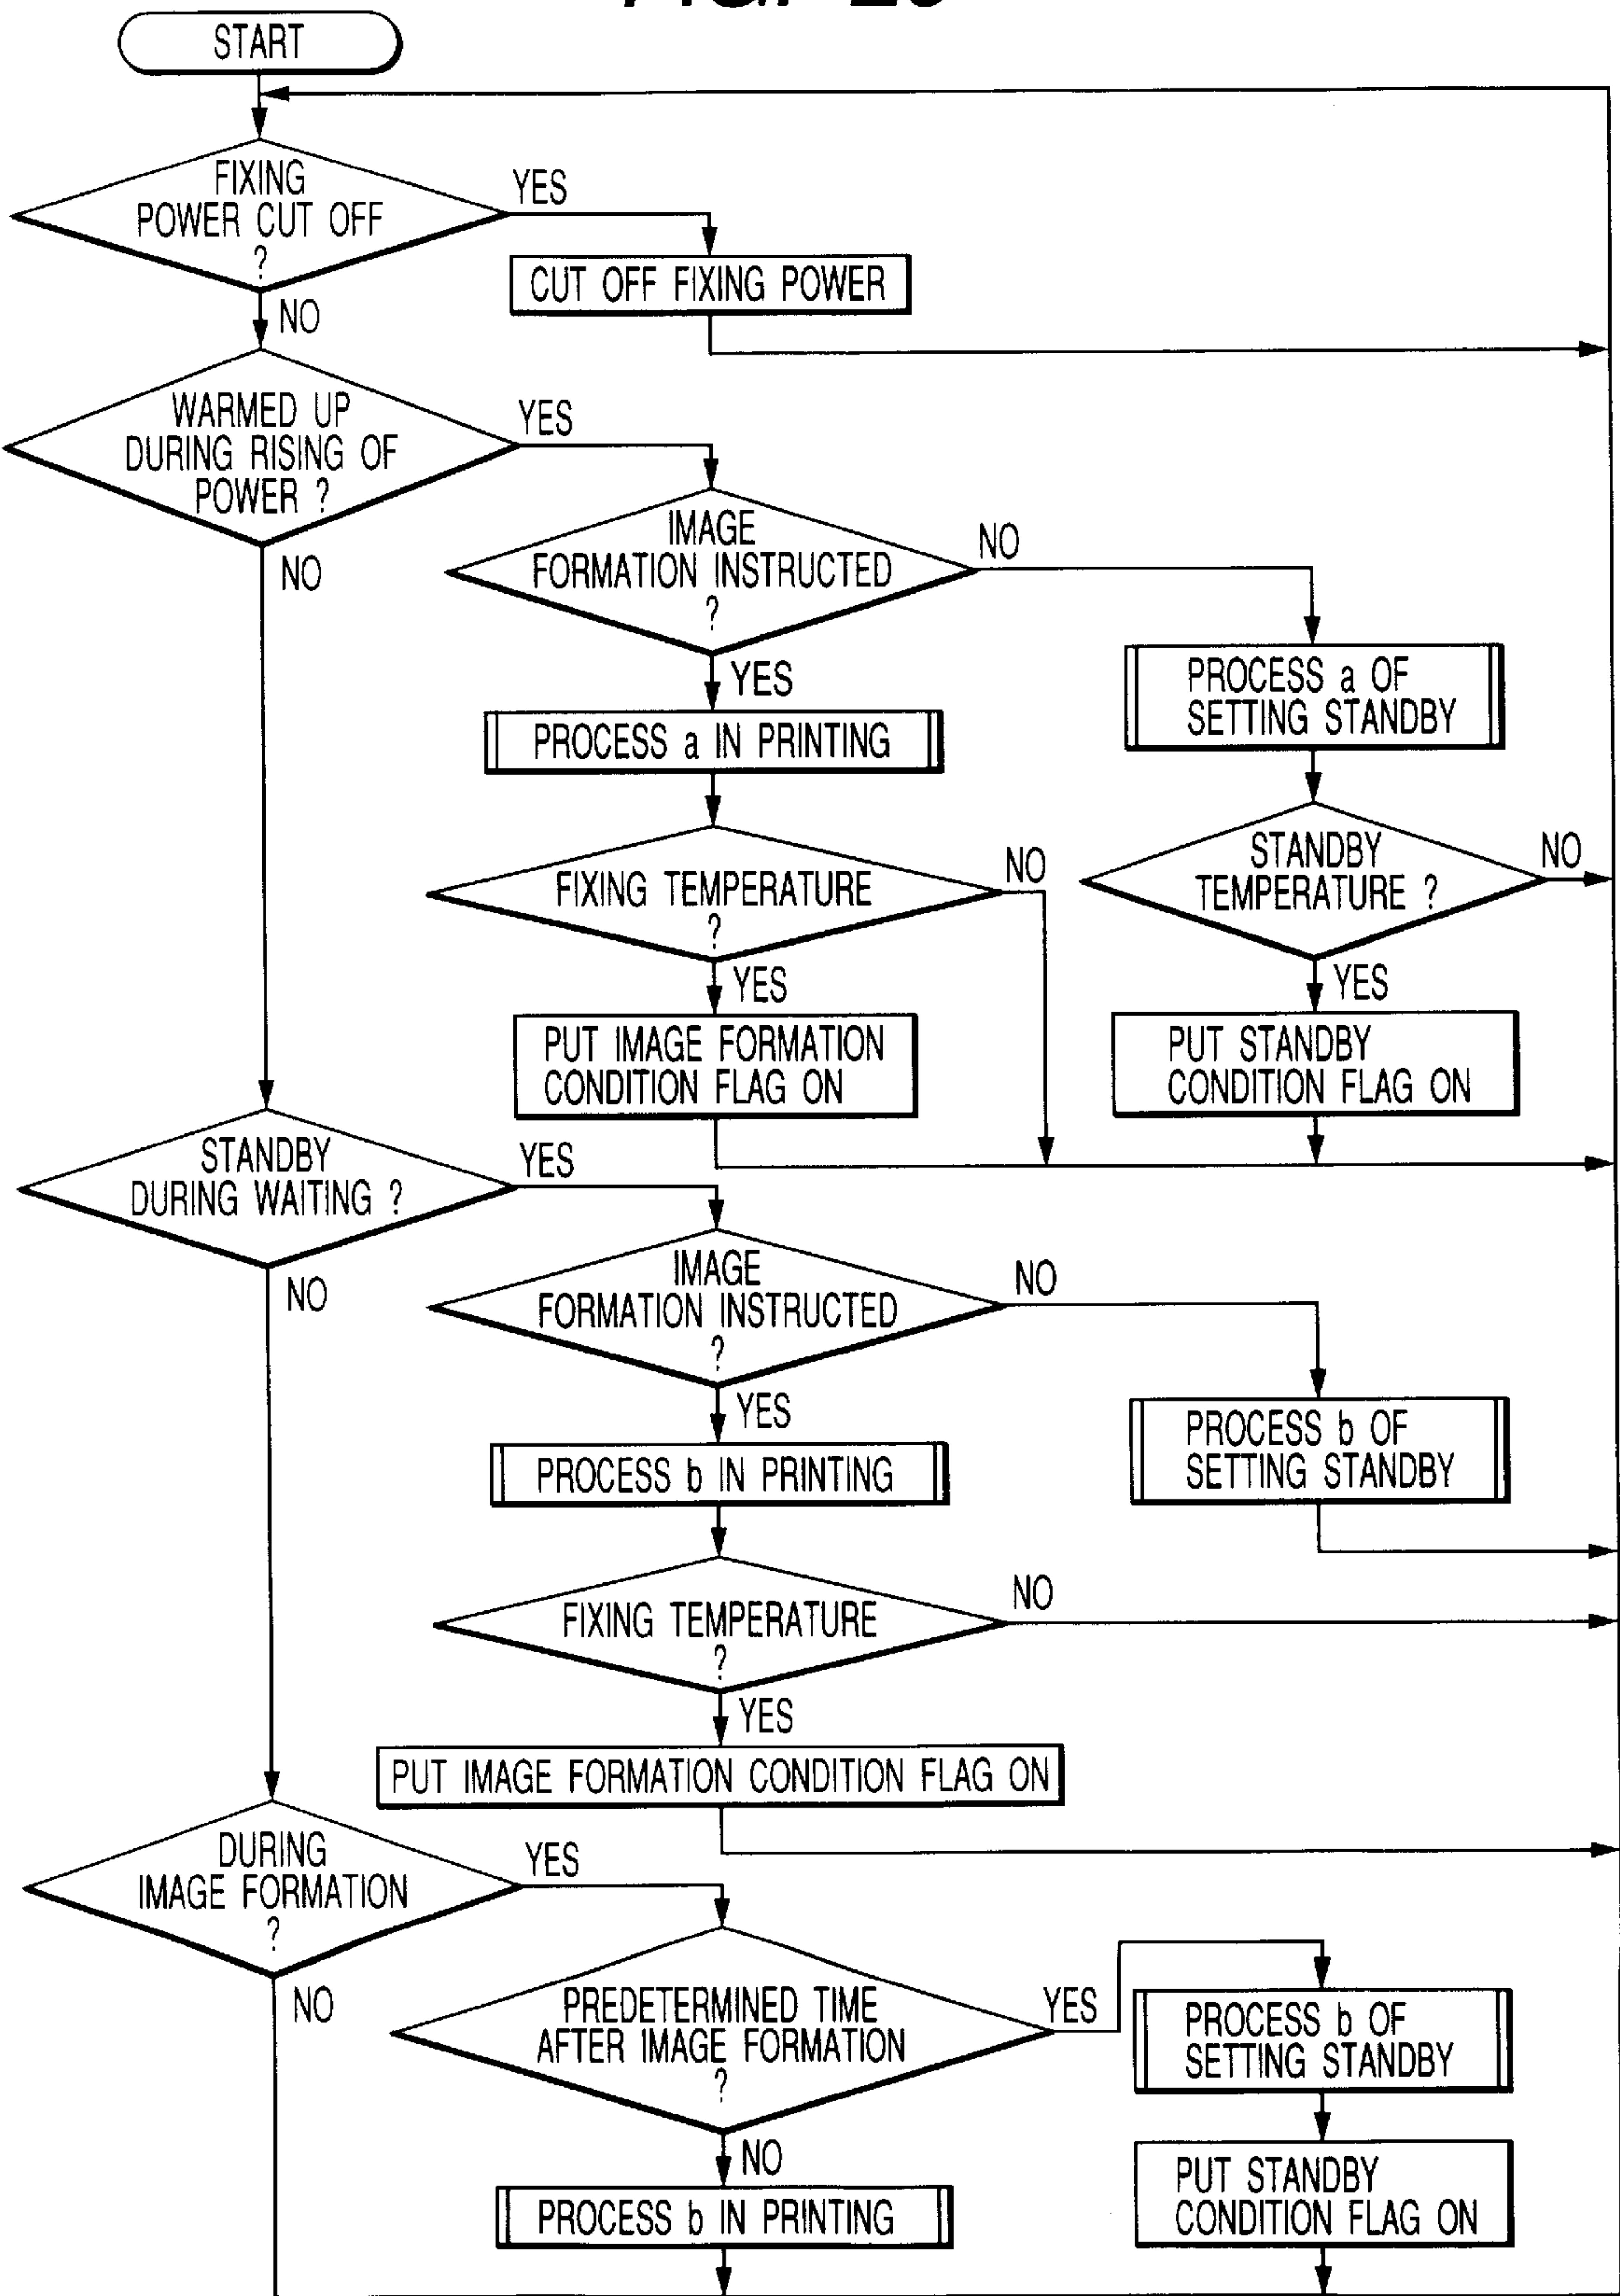 START
FIXING
POWER CUT OFF
?
YES
CUT OFF FIXING POWER
NO
WARMED UP
DURING RISING OF
POWER ?
YES
NO
IMAGE
FORMATION INSTRUCTED
?
NO
YES
PROCESS a IN PRINTING
PROCESS a OF
SETTING STANDBY
FIXING TEMPERATURE
?
NO
YES
STANDBY
TEMPERATURE ?
NO
YES
PUT IMAGE FORMATION
CONDITION FLAG ON
PUT STANDBY
CONDITION FLAG ON
STANDBY
DURING WAITING ?
YES
NO
IMAGE
FORMATION INSTRUCTED
?
NO
YES
PROCESS b IN PRINTING
PROCESS b OF
SETTING STANDBY
FIXING TEMPERATURE
?
NO
YES
PUT IMAGE FORMATION CONDITION FLAG ON
DURING
IMAGE FORMATION
?
YES
NO
PREDETERMINED TIME
AFTER IMAGE FORMATION
?
YES
NO
PROCESS b OF
SETTING STANDBY
PROCESS b IN PRINTING
PUT STANDBY
CONDITION FLAG ON